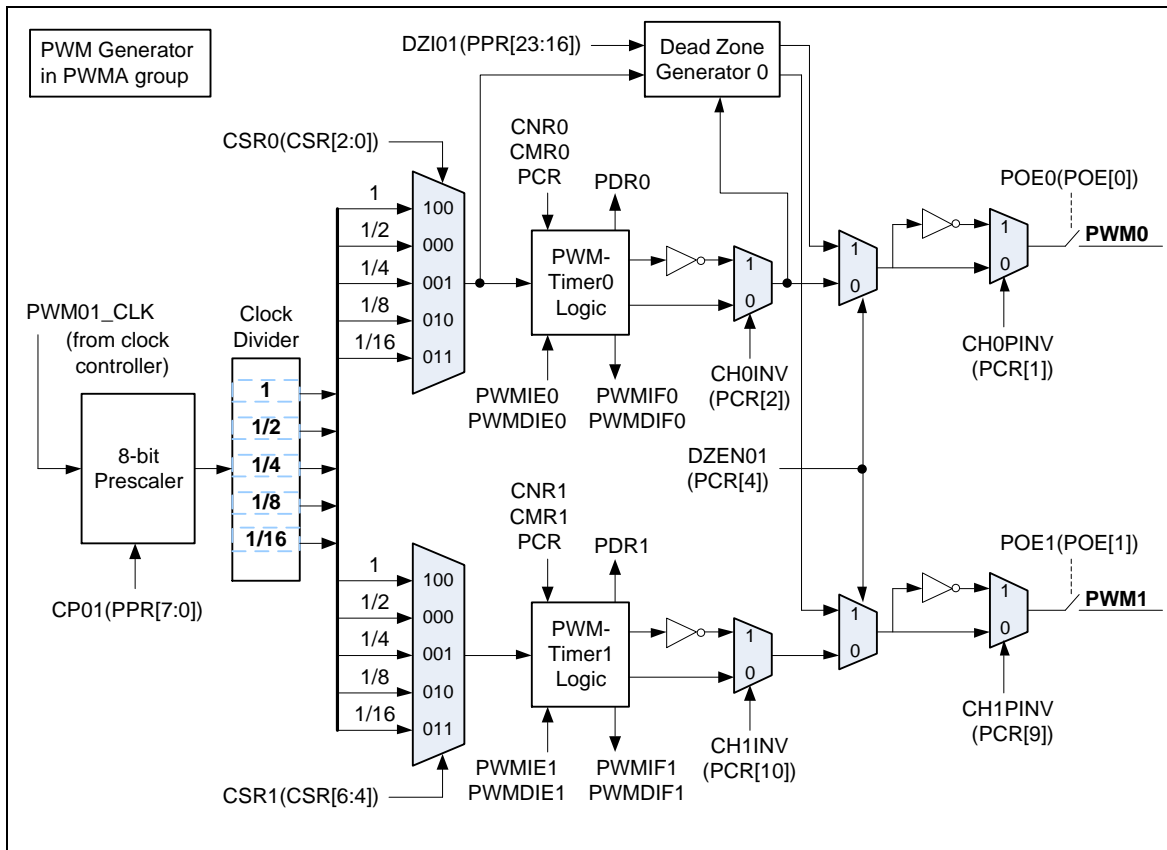 PWM Generator
in PWMA group
DZI01(PPR[23:16])
Dead Zone
Generator 0
CSR0(CSR[2:0])
CNR0
CMR0
PCR
PDR0
1
1/2
1/4
1/8
1/16
100
000
001
010
011
PWM-
Timer0
Logic
1
0
1
0
1
0
POE0(POE[0])
PWM0
PWMIE0
PWMDIE0
PWMIF0
PWMDIF0
CH0INV
(PCR[2])
CH0PINV
(PCR[1])
PWM01_CLK
(from clock
controller)
Clock
Divider
1
1/2
1/4
1/8
1/16
8-bit
Prescaler
CP01(PPR[7:0])
DZEN01
(PCR[4])
CNR1
CMR1
PCR
PDR1
1
1/2
1/4
1/8
1/16
100
000
001
010
011
PWM-
Timer1
Logic
1
0
1
0
1
0
POE1(POE[1])
PWM1
PWMIE1
PWMDIE1
PWMIF1
PWMDIF1
CH1INV
(PCR[10])
CH1PINV
(PCR[9])
CSR1(CSR[6:4])